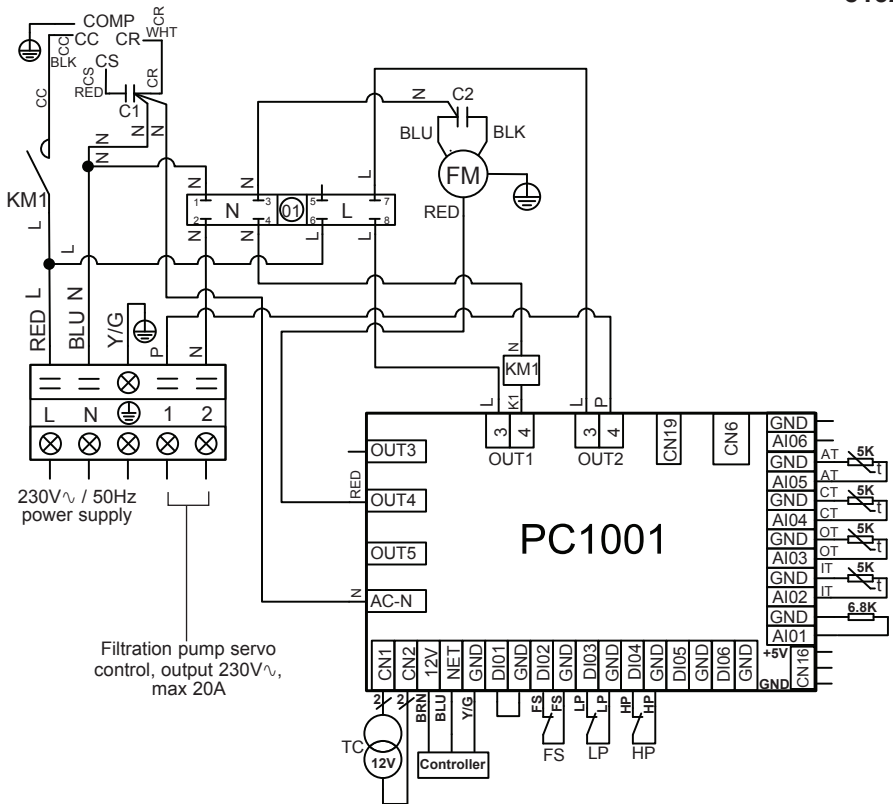 COMP
CC
CR
CR
WHT
CC
BLK
CS
CS
RED
CR
C1
CC
N
N
N
N
N
KM1
L
L
N
N
N
N
1
2
N
3
4
01
5
6
L
7
8
L
L
L
N
C2
BLU
BLK
FM
RED
RED L
BLU N
Y/G
P
N
L
N
1
2
230V∿ / 50Hz
power supply
Filtration pump servo
control, output 230V∿,
max 20A
N
KM1
L
K1
L
P
3
4
3
4
OUT1
OUT2
CN19
CN6
OUT3
RED
OUT4
OUT5
N
AC-N
PC1001
GND
AI06
GND
AT
5K
t
AI05
AT
GND
CT
5K
t
AI04
CT
GND
OT
5K
t
AI03
OT
GND
IT
5K
t
AI02
IT
GND
6.8K
AI01
+5V
CN16
GND
CN1
CN2
12V
NET
GND
DI01
GND
DI02
GND
DI03
GND
DI04
GND
DI05
GND
DI06
GND
2
2
BRN
BLU
Y/G
FS
FS
LP
LP
HP
HP
TC
12V
Controller
FS
LP
HP